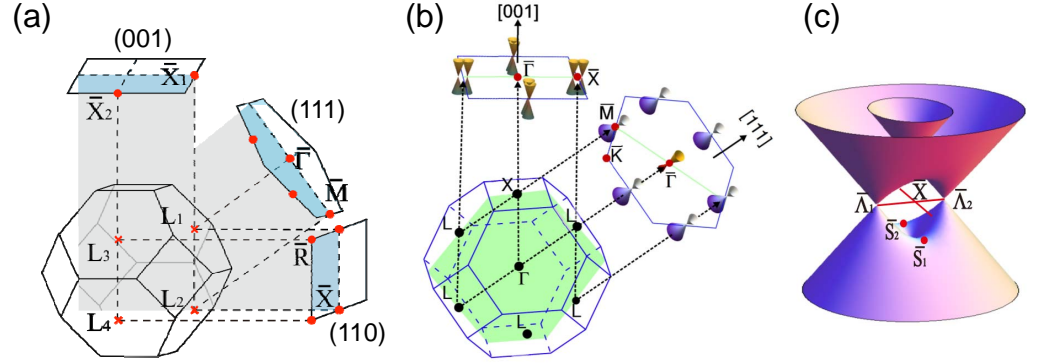 (a)
(001)
X̄₁
X̄₂
(111)
Γ̄
M̄
L₁
L₃
R̄
L₂
X̄
L₄
(110)
(b)
[001]
Γ̄
X̄
M̄
[111]
K̄
Γ̄
X
L
L
Γ
L
L
L
(c)
X̄
Λ̄₁
Λ̄₂
S̄₂
S̄₁